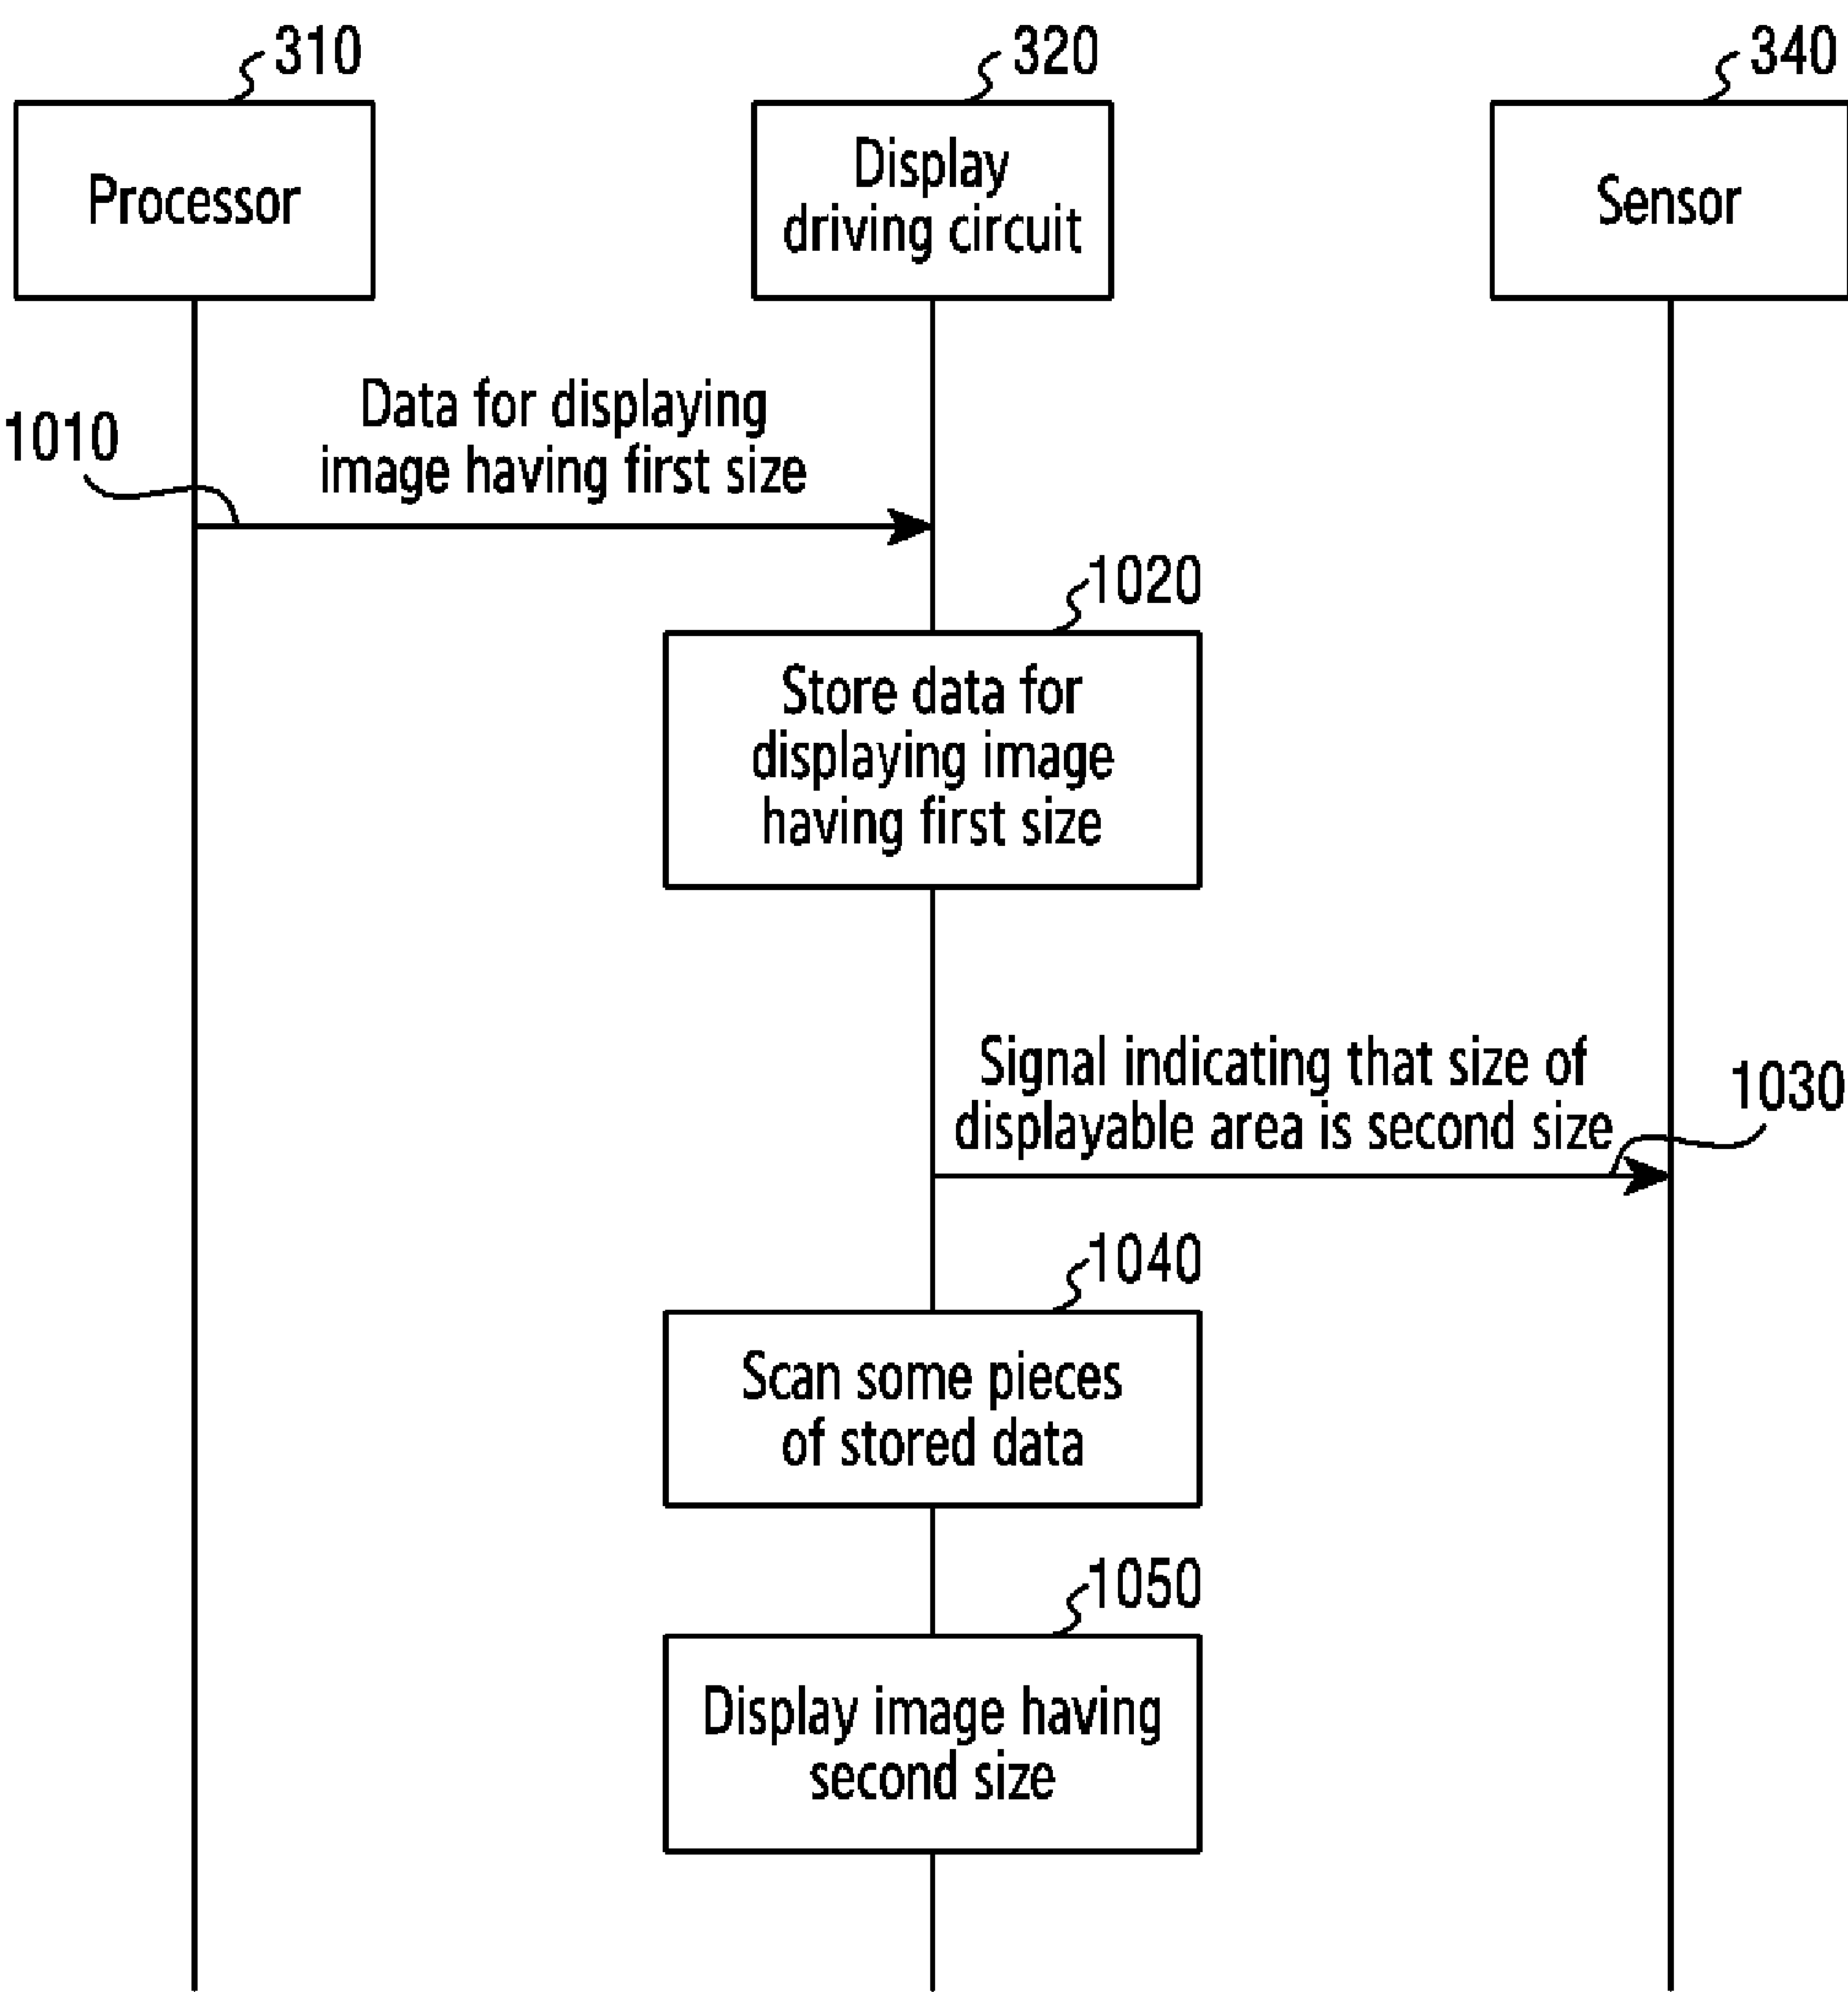 310
320
340
Processor
Display
driving circuit
Sensor
1010
Data for displaying
image having first size
1020
Store data for
displaying image
having first size
Signal indicating that size of
displayable area is second size
1030
1040
Scan some pieces
of stored data
1050
Display image having
second size